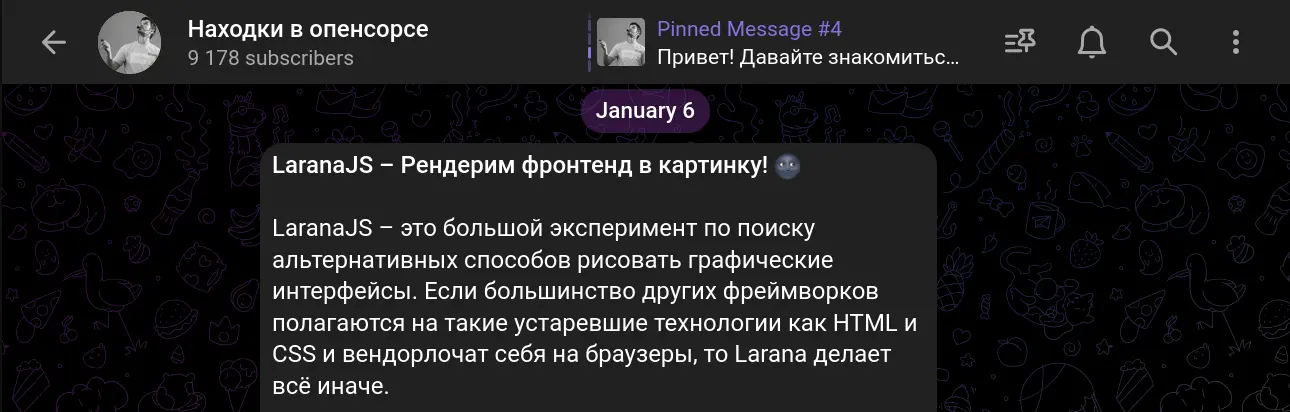 Находки в опенсорсе
9 178 subscribers
Pinned Message #4
Привет! Давайте знакомитьс...
January 6
LaranaJS – Рендерим фронтенд в картинку! 🌚
LaranaJS – это большой эксперимент по поиску
альтернативных способов рисовать графические
интерфейсы. Если большинство других фреймворков
полагаются на такие устаревшие технологии как HTML и
CSS и вендорлочат себя на браузеры, то Larana делает
всё иначе.